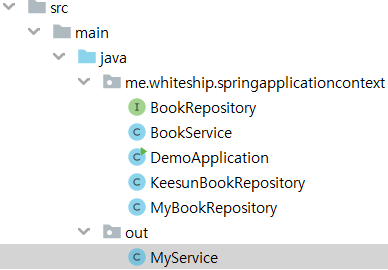 src
main
java
me.whiteship.springapplicationcontext
I BookRepository
C BookService
C DemoApplication
C KeesunBookRepository
C MyBookRepository
out
C MyService